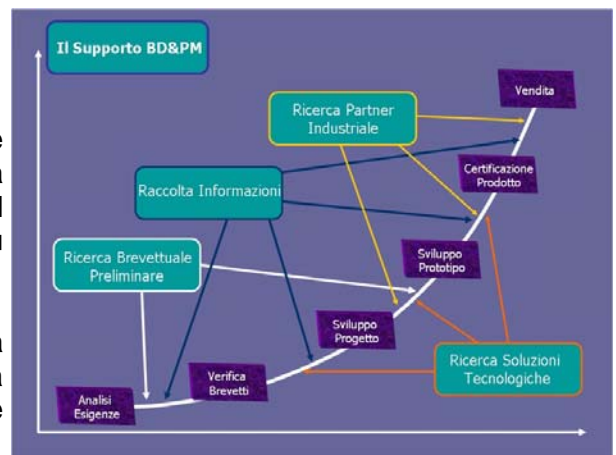 Il Supporto BD&PM
Vendita
Ricerca Partner
Industriale
Certificazione
Prodotto
Raccolta Informazioni
Ricerca Brevettuale
Preliminare
Sviluppo
Prototipo
Sviluppo
Progetto
Ricerca Soluzioni
Tecnologiche
Verifica
Brevetti
Analisi
Esigenze